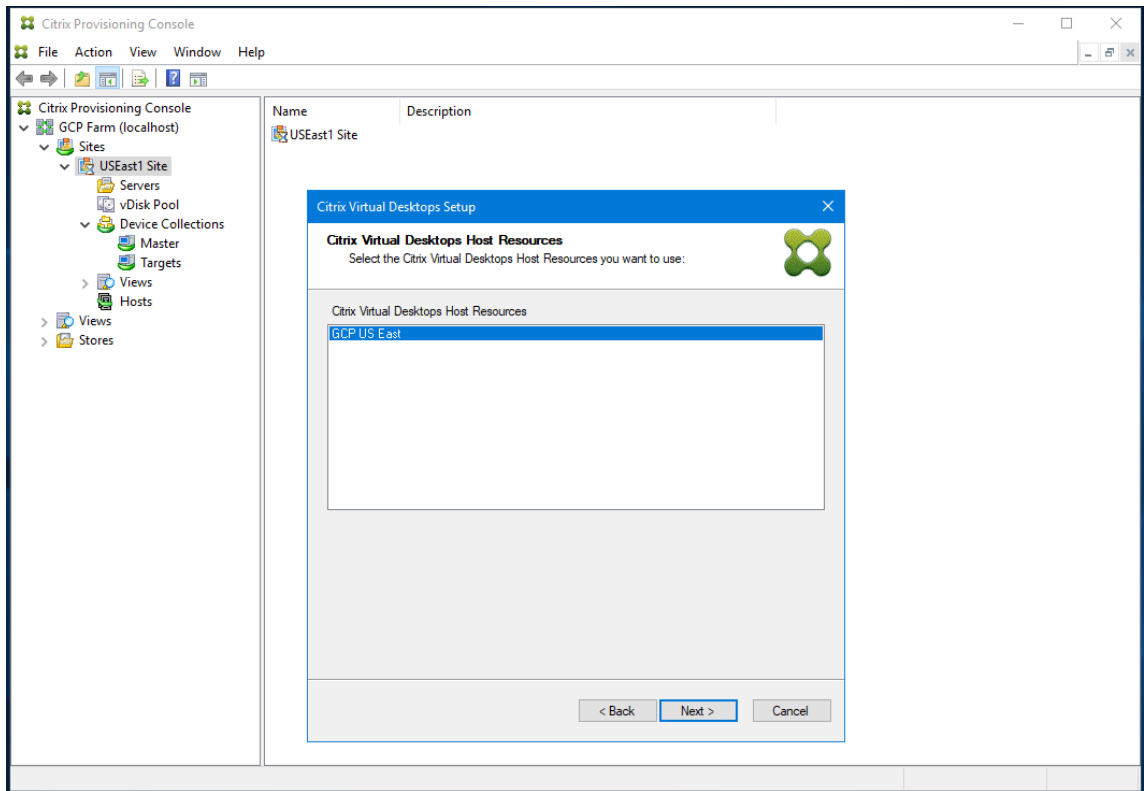 Citrix Provisioning Console
File Action View Window Help
Citrix Provisioning Console
GCP Farm (localhost)
Sites
USEast1 Site
Servers
vDisk Pool
Device Collections
Master
Targets
Views
Hosts
Views
Stores
Name Description
USEast1 Site
Citrix Virtual Desktops Setup
Citrix Virtual Desktops Host Resources
Select the Citrix Virtual Desktops Host Resources you want to use:
Citrix Virtual Desktops Host Resources
GCP US East
< Back Next > Cancel